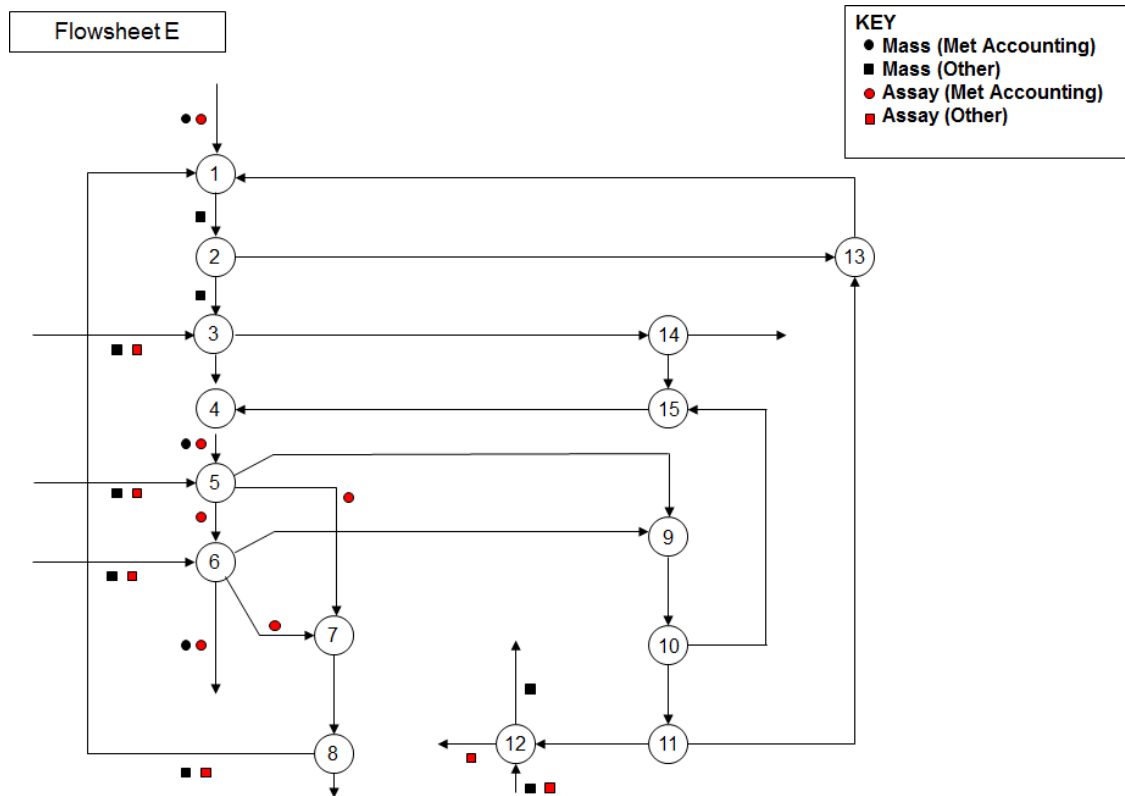 Flowsheet E
KEY
Mass (Met Accounting)
Mass (Other)
Assay (Met Accounting)
Assay (Other)
1
2
13
3
14
4
15
5
9
6
7
10
8
12
11